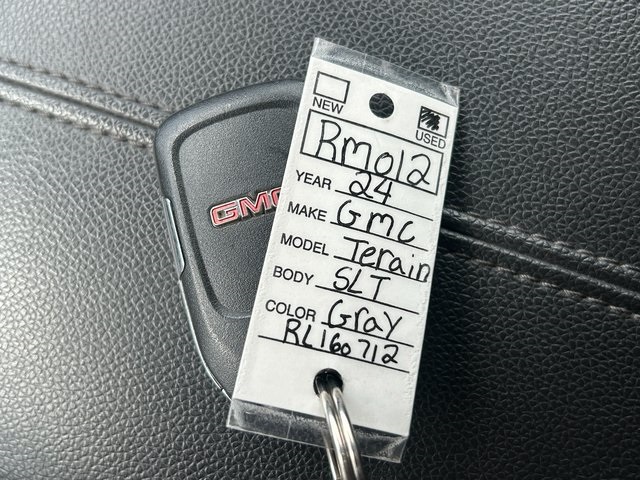 NEW
USED
RM012
YEAR 24
MAKE GMC
MODEL Terain
BODY SLT
COLOR Gray
RL160712
GMC